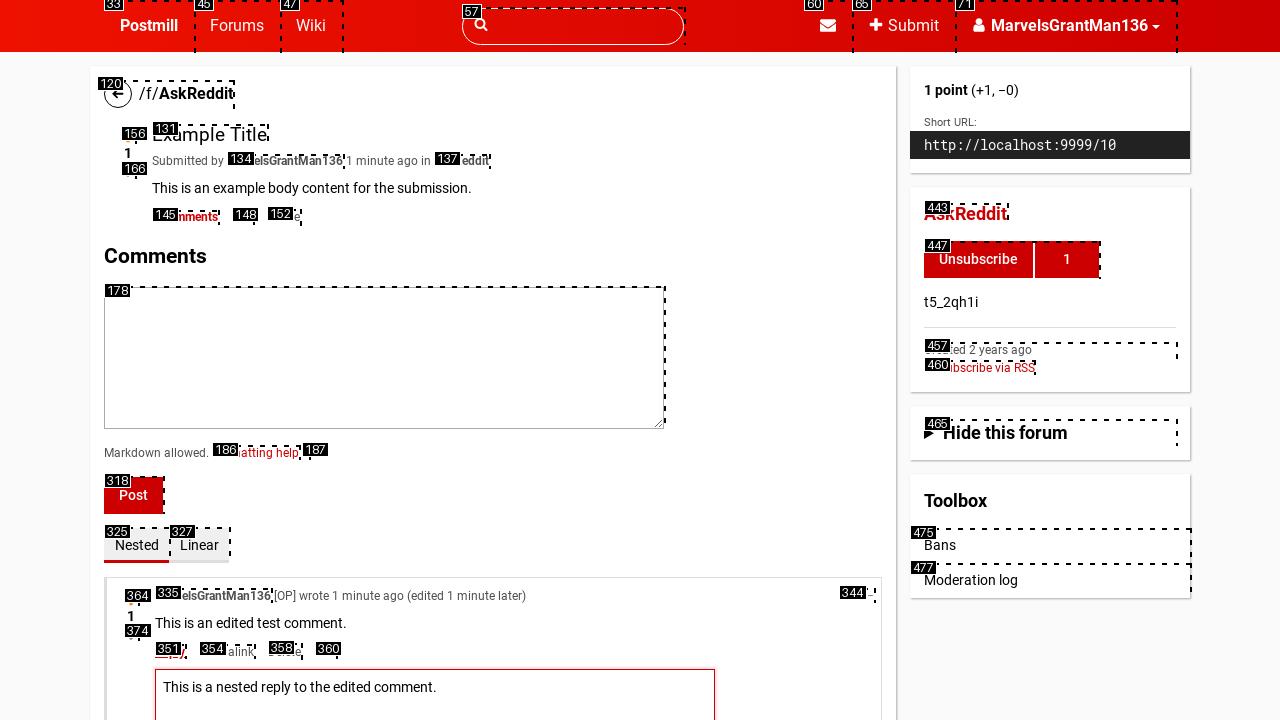 33 Postmill 45 Forums 47 Wiki 57 60 65 Submit 71 MarvelsGrantMan136
120 /f/AskReddit
156 131 Example Title
1
166 Submitted by 134 elsGrantMan136 1 minute ago in 137 eddit
This is an example body content for the submission.
145 nments 148 152 e
Comments
178
Markdown allowed. 186 atting help 187
318
Post
325 327
Nested Linear
364 335 elsGrantMan136 [OP] wrote 1 minute ago (edited 1 minute later) 344 –
1 This is an edited test comment.
374
351 354 alink 358 360
This is a nested reply to the edited comment.
1 point (+1, −0)
Short URL:
http://localhost:9999/10
443
AskReddit
447
Unsubscribe 1
t5_2qh1i
457 ed 2 years ago
460 bscribe via RSS
465
Hide this forum
Toolbox
475
Bans
477
Moderation log